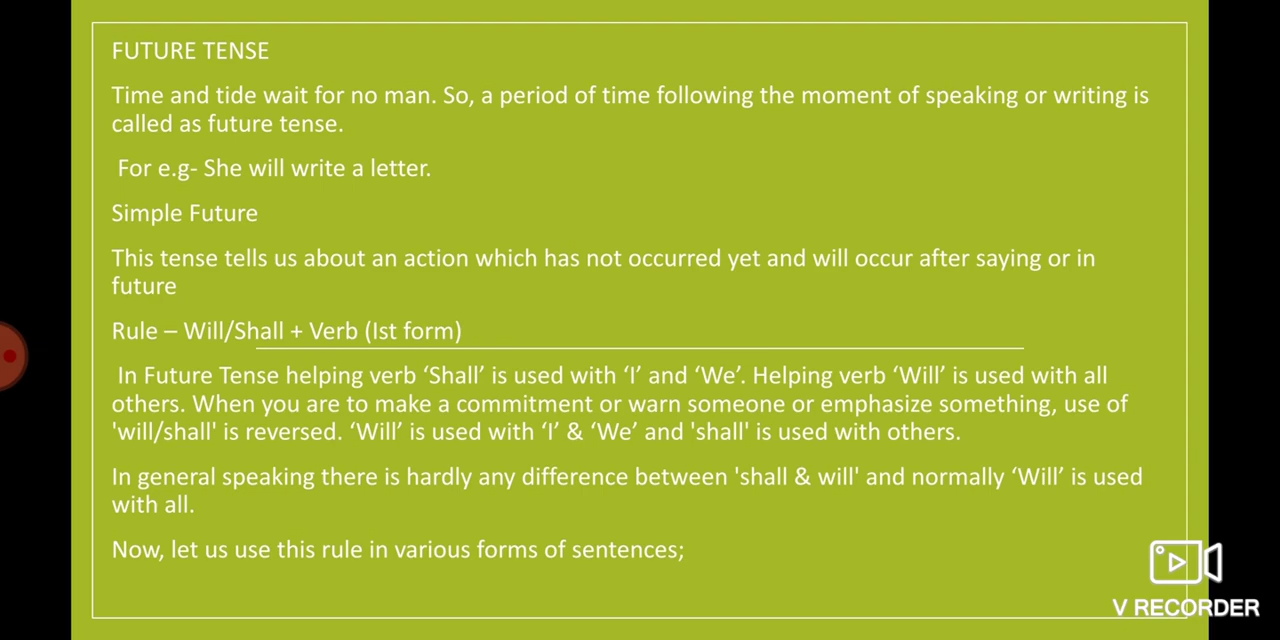 FUTURE TENSE
Time and tide wait for no man. So, a period of time following the moment of speaking or writing is
called as future tense.
For e.g- She will write a letter.
Simple Future
This tense tells us about an action which has not occurred yet and will occur after saying or in
future
Rule – Will/Shall + Verb (Ist form)
In Future Tense helping verb ‘Shall’ is used with ‘I’ and ‘We’. Helping verb ‘Will’ is used with all
others. When you are to make a commitment or warn someone or emphasize something, use of
'will/shall' is reversed. ‘Will’ is used with ‘I’ & ‘We’ and 'shall' is used with others.
In general speaking there is hardly any difference between 'shall & will' and normally ‘Will’ is used
with all.
Now, let us use this rule in various forms of sentences;
V RECORDER